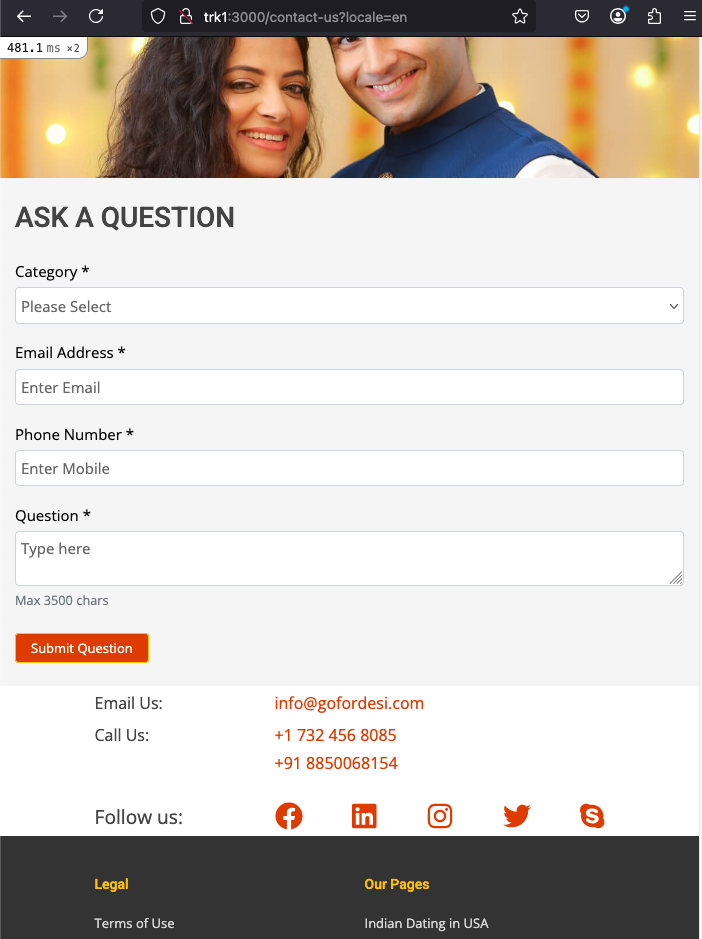 trk1:3000/contact-us?locale=en
481.1 ms ×2
ASK A QUESTION
Category *
Please Select
Email Address *
Enter Email
Phone Number *
Enter Mobile
Question *
Type here
Max 3500 chars
Submit Question
Email Us: info@gofordesi.com
Call Us: +1 732 456 8085
+91 8850068154
Follow us:
Legal Our Pages
Terms of Use Indian Dating in USA